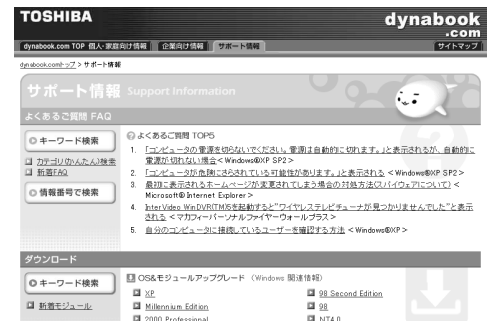 TOSHIBA
dynabook
.com
dynabook.com TOP 個人・家庭向け情報 企業向け情報 サポート情報 サイトマップ
dynabook.comトップ > サポート情報
サポート情報 Support Information
よくあるご質問 FAQ
キーワード検索
カテゴリ(かんたん)検索
新着FAQ
情報番号で検索
よくあるご質問 TOP5
1. 「コンピュータの電源を切らないでください。電源は自動的に切れます。」と表示されるが、自動的に
電源が切れない場合 < Windows®XP SP2 >
2. 「コンピュータが危険にさらされている可能性があります。」と表示される < Windows®XP SP2 >
3. 最初に表示されるホームページが変更されてしまう場合の対処方法(スパイウェアについて) <
Microsoft® Internet Explorer >
4. InterVideo WinDVR(TM)5を起動すると"ワイヤレステレビチューナが見つかりませんでした"と表示
される < マカフィー・パーソナルファイアーウォールプラス >
5. 自分のコンピュータに接続しているユーザーを確認する方法 < Windows®XP >
ダウンロード
キーワード検索
新着モジュール
OS&モジュールアップグレード (Windows 関連情報)
XP
98 Second Edition
Millennium Edition
98
2000 Professional
NT4.0